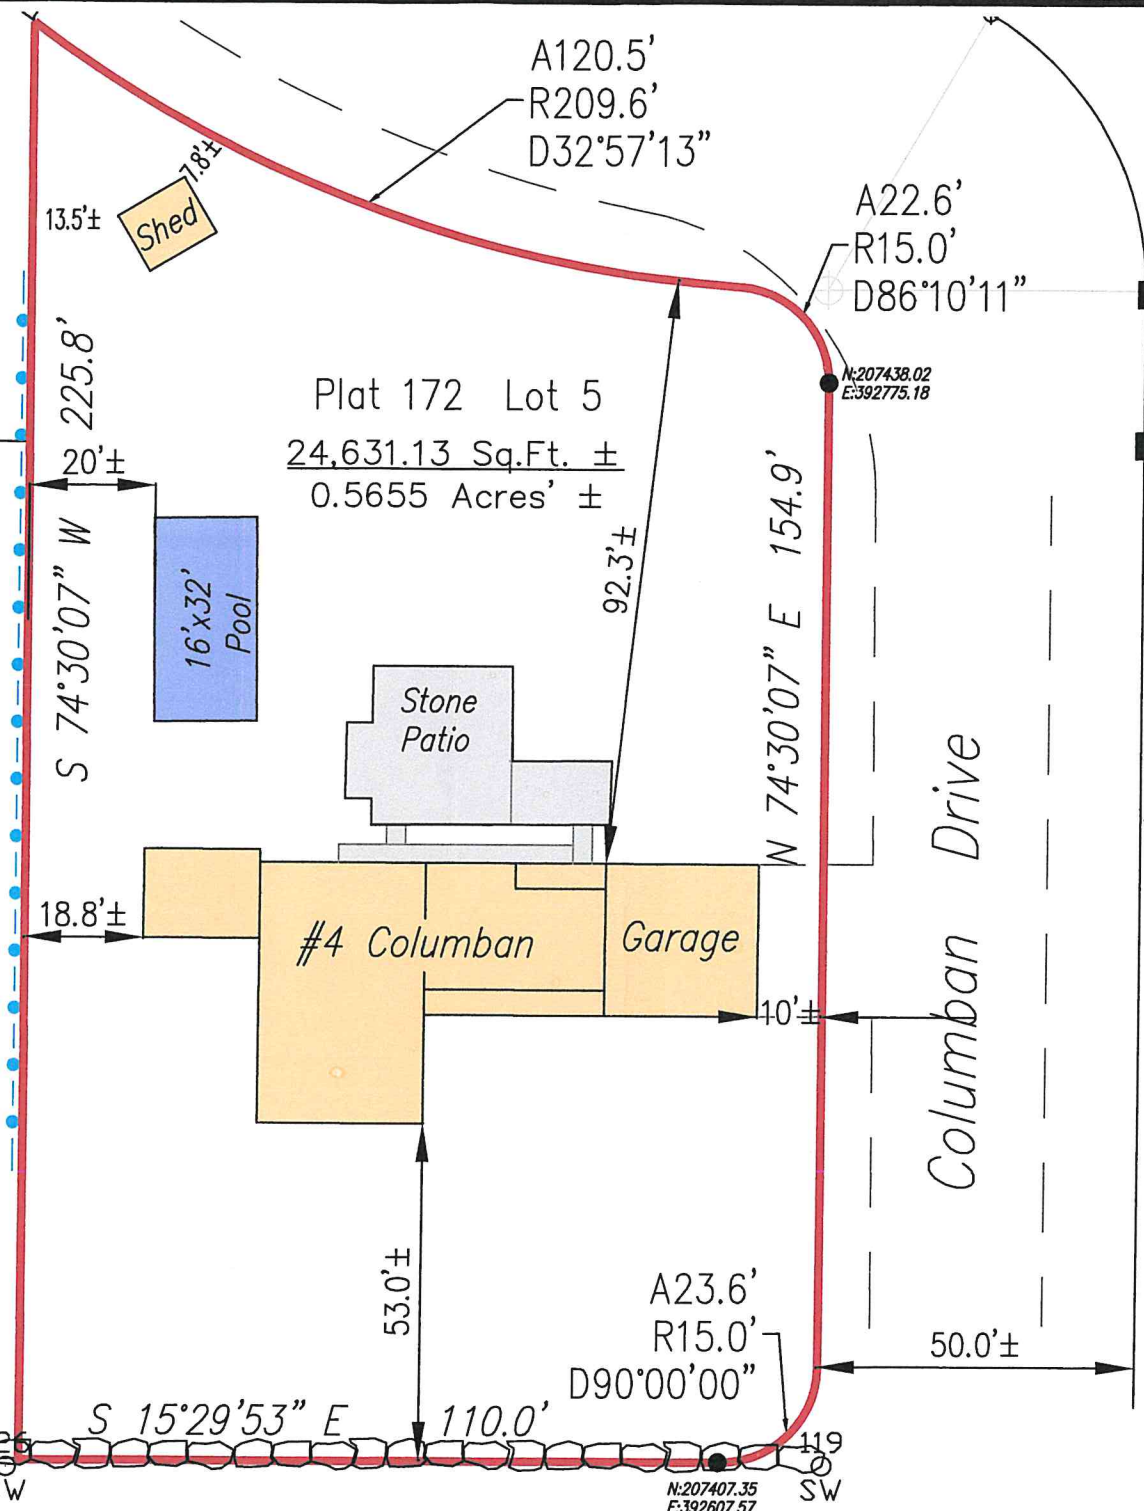 A120.5'
R209.6'
D32°57'13"
A22.6'
R15.0'
D86°10'11"
7.8'±
13.5'±
Shed
N:207438.02
E:392775.18
Plat 172 Lot 5
24,631.13 Sq.Ft. ±
0.5655 Acres' ±
S 74°30'07" W 225.8'
20'±
16'x32'
Pool
92.3'±
N 74°30'07" E 154.9'
Stone
Patio
Columban Drive
18.8'±
#4 Columban
Garage
10'±
53.0'±
A23.6'
R15.0'
D90°00'00"
50.0'±
S 15°29'53" E 110.0'
119
W
SW
N:207407.35
E:392607.57